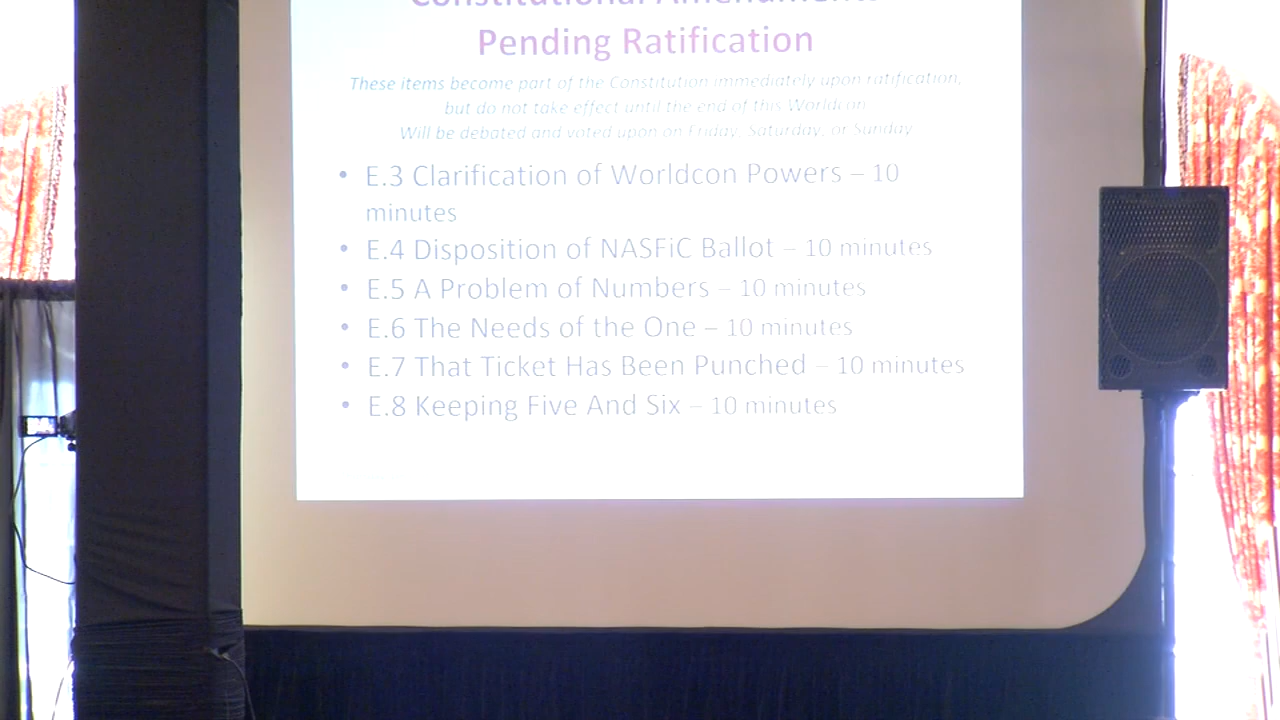 Constitutional Amendments
Pending Ratification
These items become part of the Constitution immediately upon ratification,
but do not take effect until the end of this Worldcon
Will be debated and voted upon on Friday, Saturday, or Sunday
• E.3 Clarification of Worldcon Powers – 10
minutes
• E.4 Disposition of NASFiC Ballot – 10 minutes
• E.5 A Problem of Numbers – 10 minutes
• E.6 The Needs of the One – 10 minutes
• E.7 That Ticket Has Been Punched – 10 minutes
• E.8 Keeping Five And Six – 10 minutes